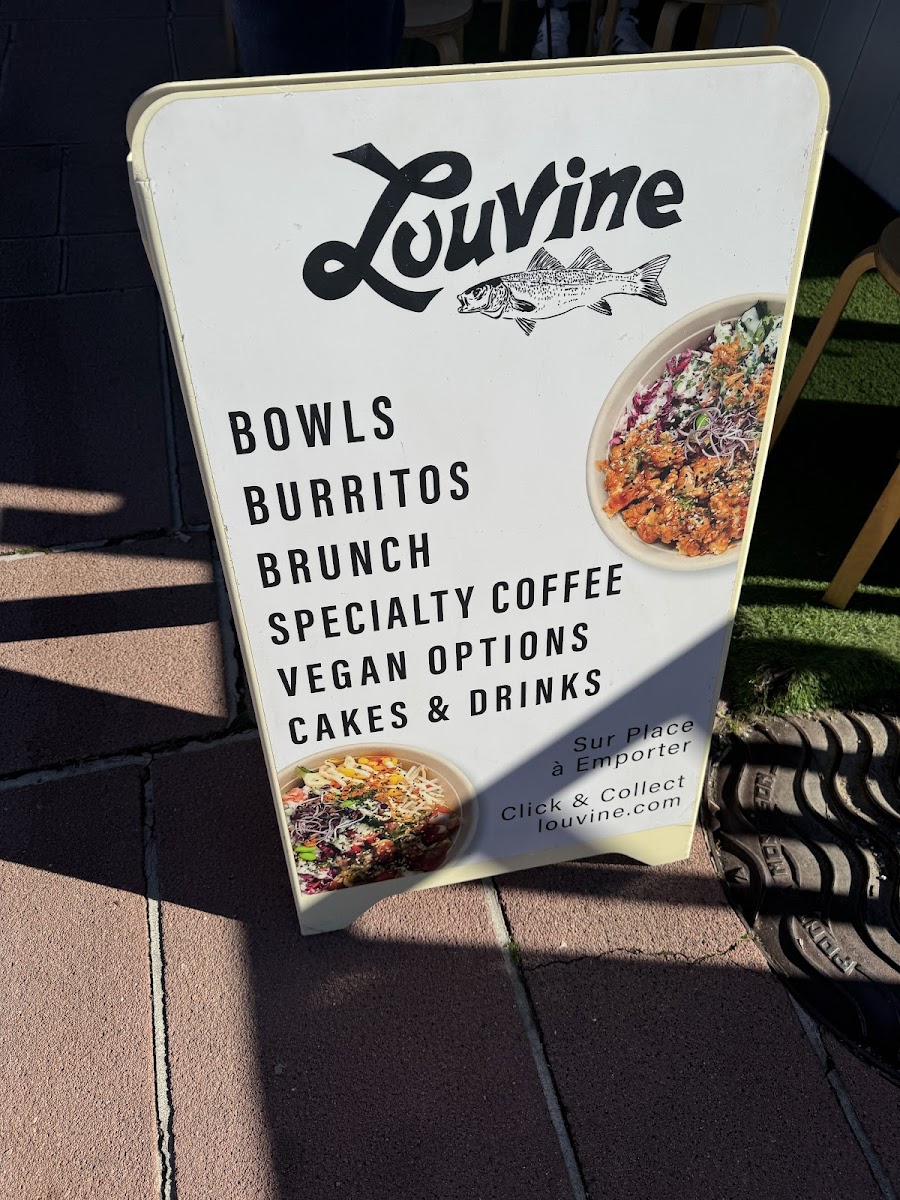 Louvine
BOWLS
BURRITOS
BRUNCH
SPECIALTY COFFEE
VEGAN OPTIONS
CAKES & DRINKS
Sur Place
à Emporter
Click & Collect
louvine.com